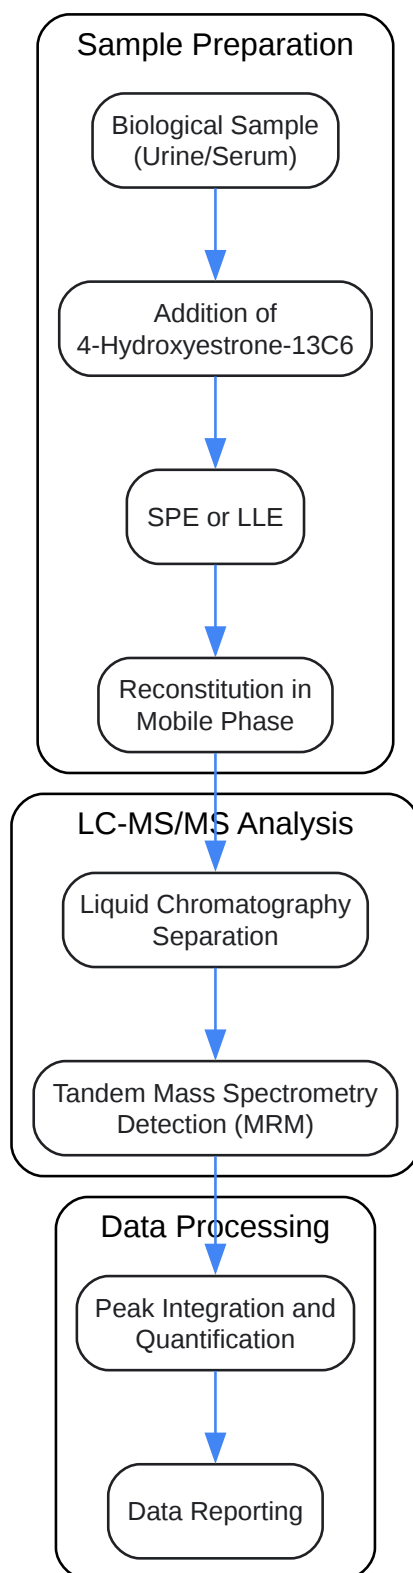 Sample Preparation
Biological Sample
(Urine/Serum)
Addition of
4-Hydroxyestrone-13C6
SPE or LLE
Reconstitution in
Mobile Phase
LC-MS/MS Analysis
Liquid Chromatography
Separation
Tandem Mass Spectrometry
Detection (MRM)
Data Processing
Peak Integration and
Quantification
Data Reporting